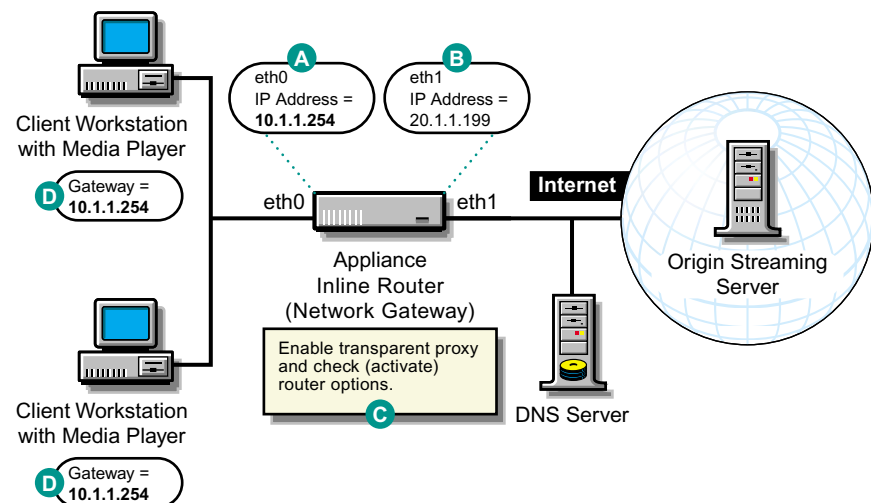 A
eth0
IP Address =
10.1.1.254
B
eth1
IP Address =
20.1.1.199
Client Workstation
with Media Player
D
Gateway =
10.1.1.254
eth0
eth1
Internet
Appliance
Inline Router
(Network Gateway)
Origin Streaming
Server
Enable transparent proxy
and check (activate)
router options.
C
DNS Server
Client Workstation
with Media Player
D
Gateway =
10.1.1.254